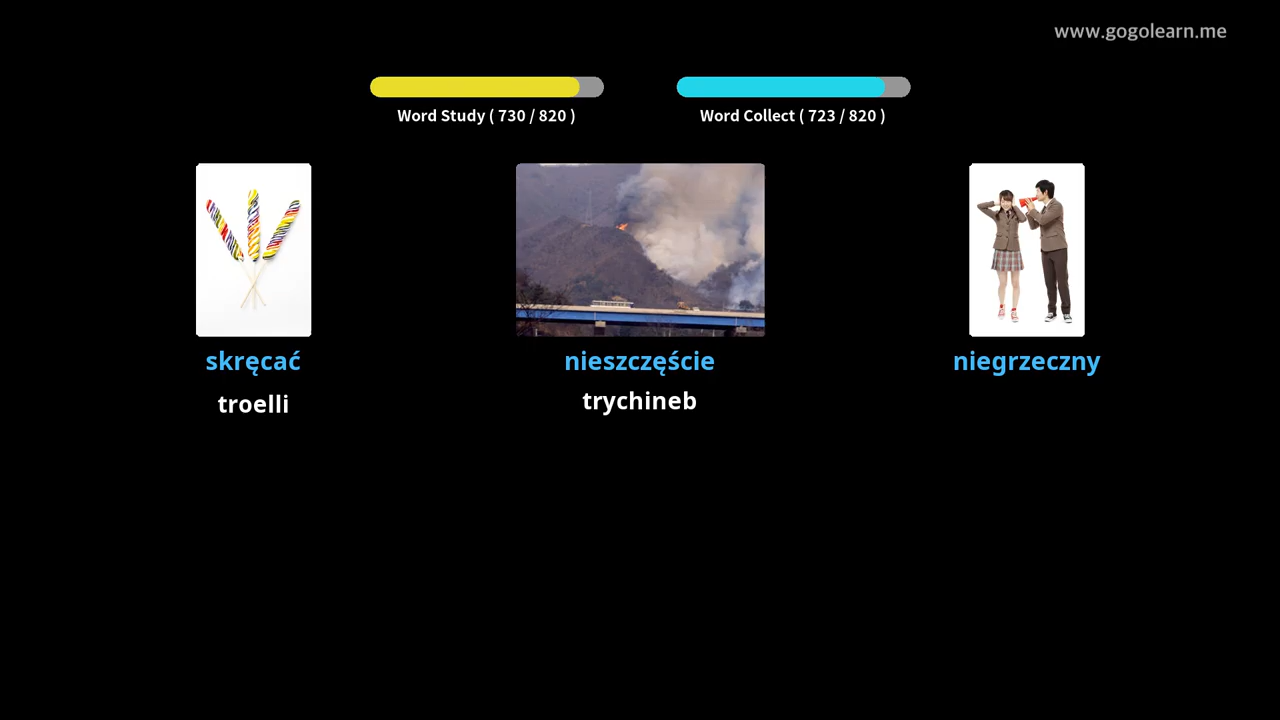 www.gogolearn.me
Word Study ( 730 / 820 )
Word Collect ( 723 / 820 )
skręcać
nieszczęście
niegrzeczny
troelli
trychineb